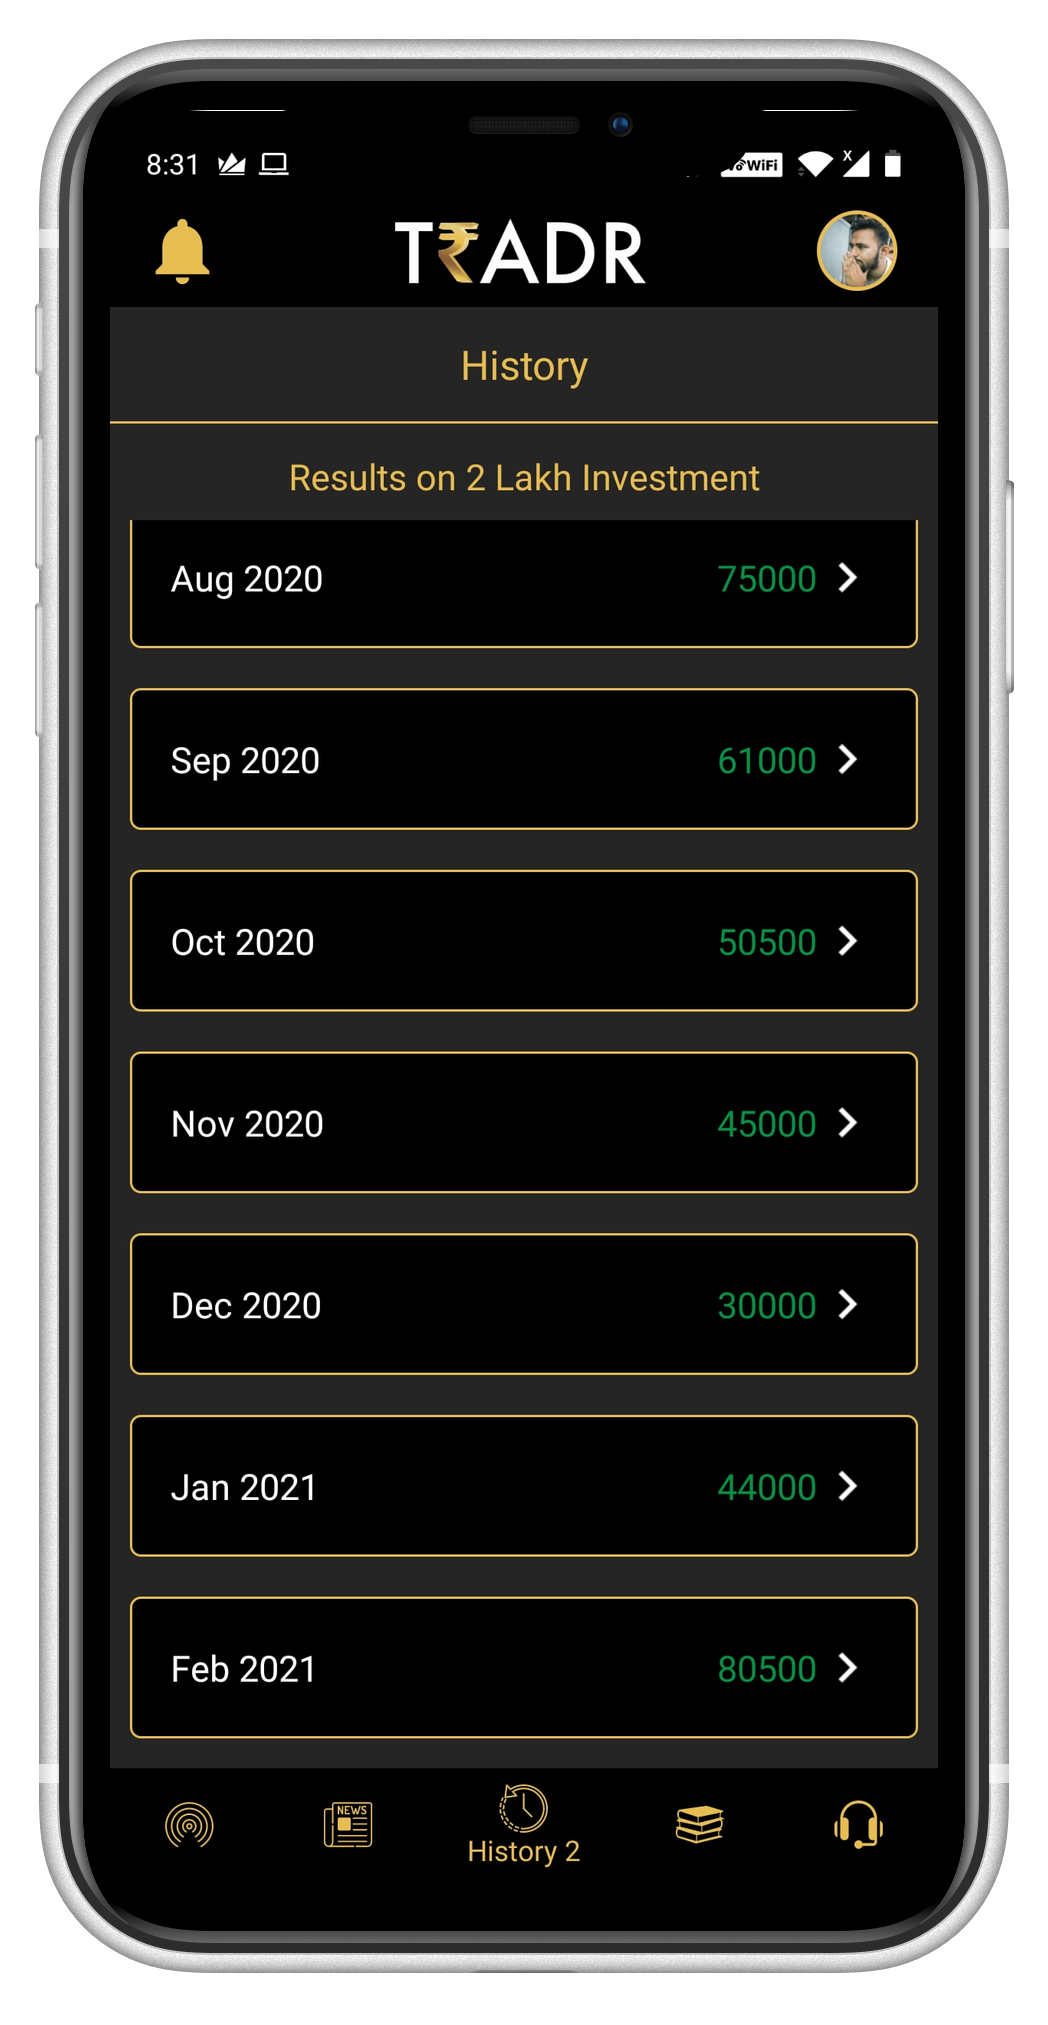 8:31
WiFi
T₹ADR
History
Results on 2 Lakh Investment
Aug 2020 75000
Sep 2020 61000
Oct 2020 50500
Nov 2020 45000
Dec 2020 30000
Jan 2021 44000
Feb 2021 80500
NEWS
History 2